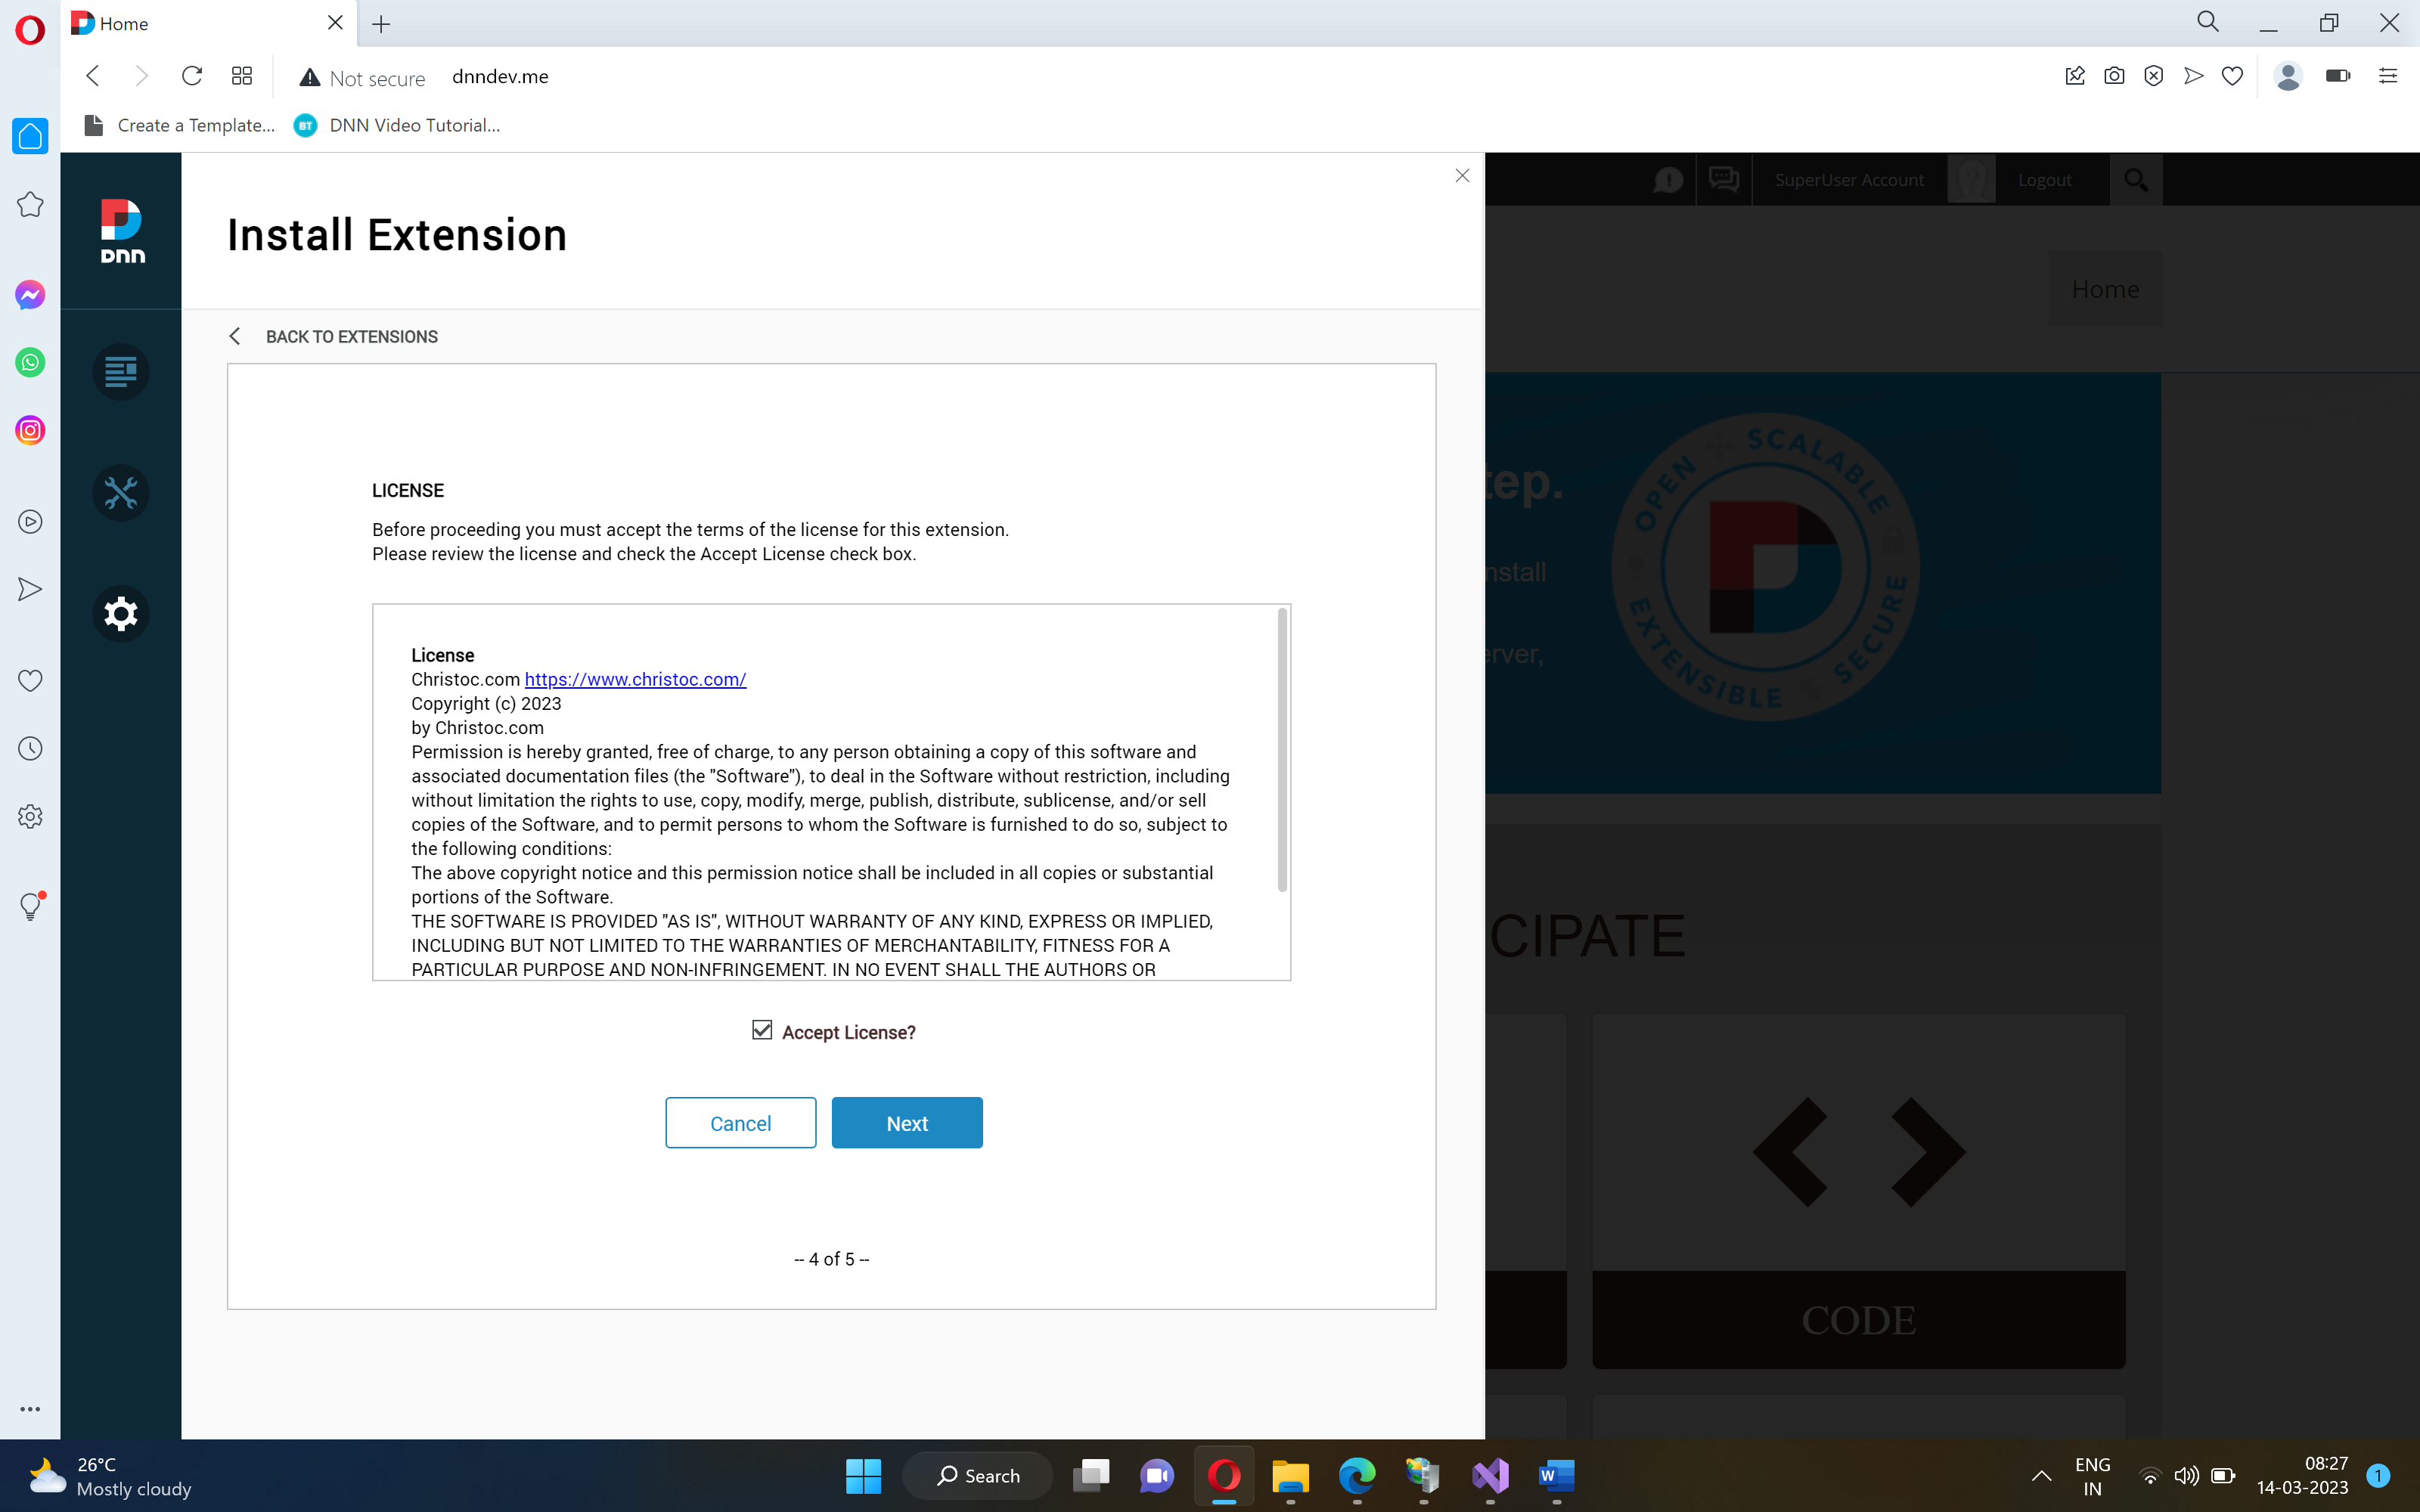 Home
Not secure dnndev.me
Create a Template...
BT DNN Video Tutorial...
DNN
Install Extension
BACK TO EXTENSIONS
LICENSE
Before proceeding you must accept the terms of the license for this extension.
Please review the license and check the Accept License check box.
License
Christoc.com https://www.christoc.com/
Copyright (c) 2023
by Christoc.com
Permission is hereby granted, free of charge, to any person obtaining a copy of this software and
associated documentation files (the "Software"), to deal in the Software without restriction, including
without limitation the rights to use, copy, modify, merge, publish, distribute, sublicense, and/or sell
copies of the Software, and to permit persons to whom the Software is furnished to do so, subject to
the following conditions:
The above copyright notice and this permission notice shall be included in all copies or substantial
portions of the Software.
THE SOFTWARE IS PROVIDED "AS IS", WITHOUT WARRANTY OF ANY KIND, EXPRESS OR IMPLIED,
INCLUDING BUT NOT LIMITED TO THE WARRANTIES OF MERCHANTABILITY, FITNESS FOR A
PARTICULAR PURPOSE AND NON-INFRINGEMENT. IN NO EVENT SHALL THE AUTHORS OR
Accept License?
Cancel
Next
-- 4 of 5 --
SuperUser Account
Logout
Home
tep.
nstall
erver,
OPEN
SCALABLE
EXTENSIBLE
SECURE
CIPATE
CODE
26°C
Mostly cloudy
Search
W
ENG
IN
08:27
14-03-2023
1